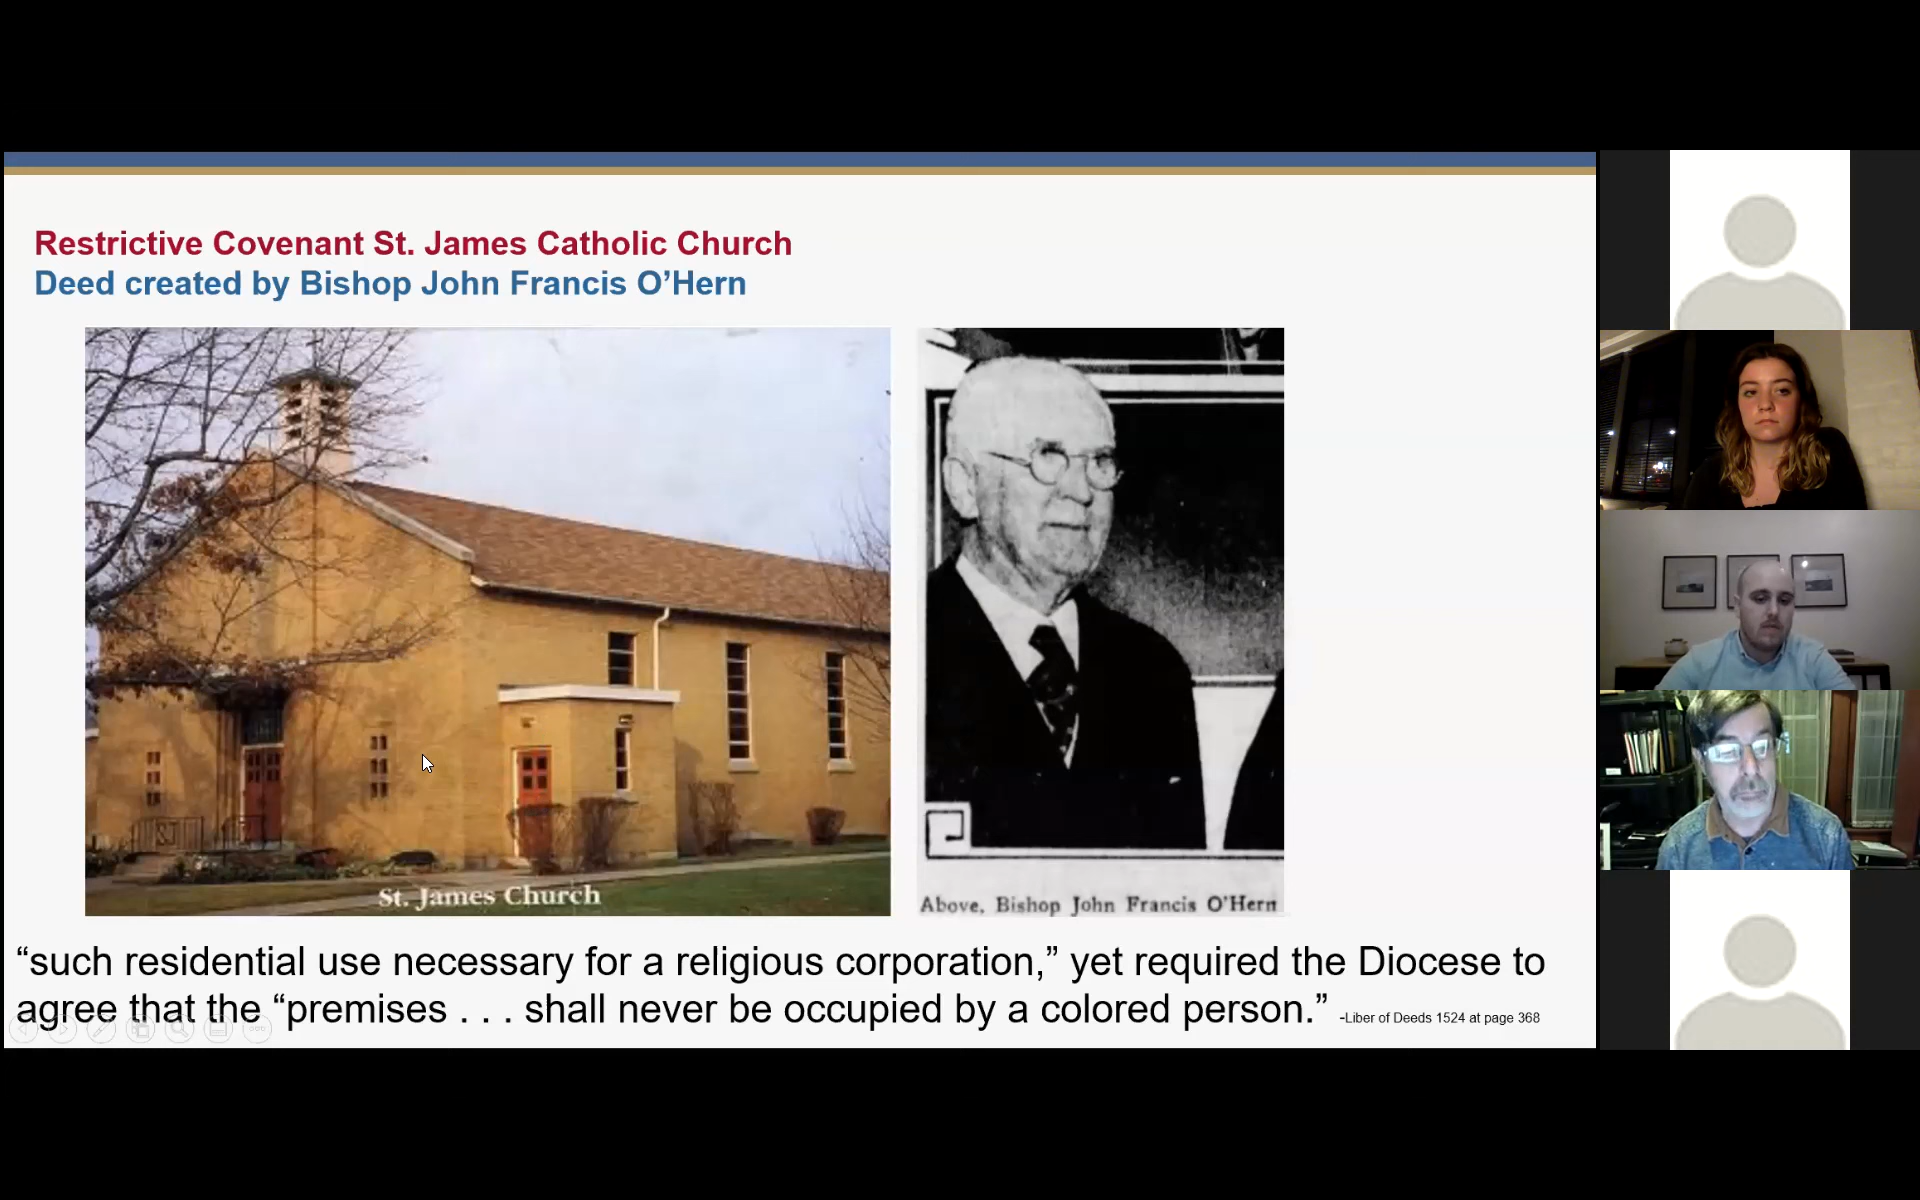 Restrictive Covenant St. James Catholic Church
Deed created by Bishop John Francis O’Hern
St. James Church
SJ
Above, Bishop John Francis O'Hern
“such residential use necessary for a religious corporation,” yet required the Diocese to
agree that the “premises . . . shall never be occupied by a colored person.” -Liber of Deeds 1524 at page 368